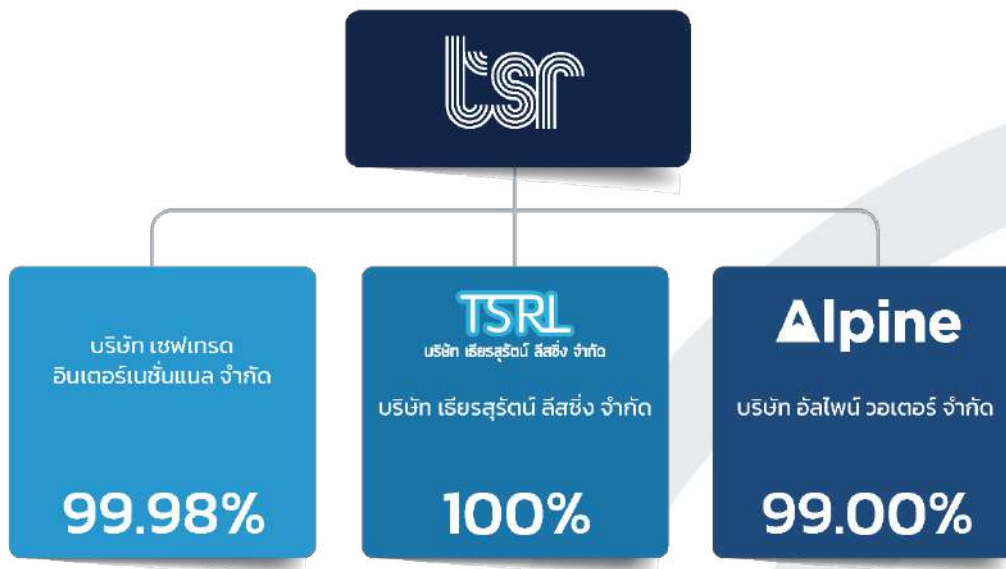 tsr
บริษัท เซฟเทรด
อินเตอร์เนชั่นแนล จำกัด
99.98%
TSRL
บริษัท เธียรสุรัตน์ ลีสซิ่ง จำกัด
บริษัท เธียรสุรัตน์ ลีสซิ่ง จำกัด
100%
Alpine
บริษัท อัลไพน์ วอเตอร์ จำกัด
99.00%